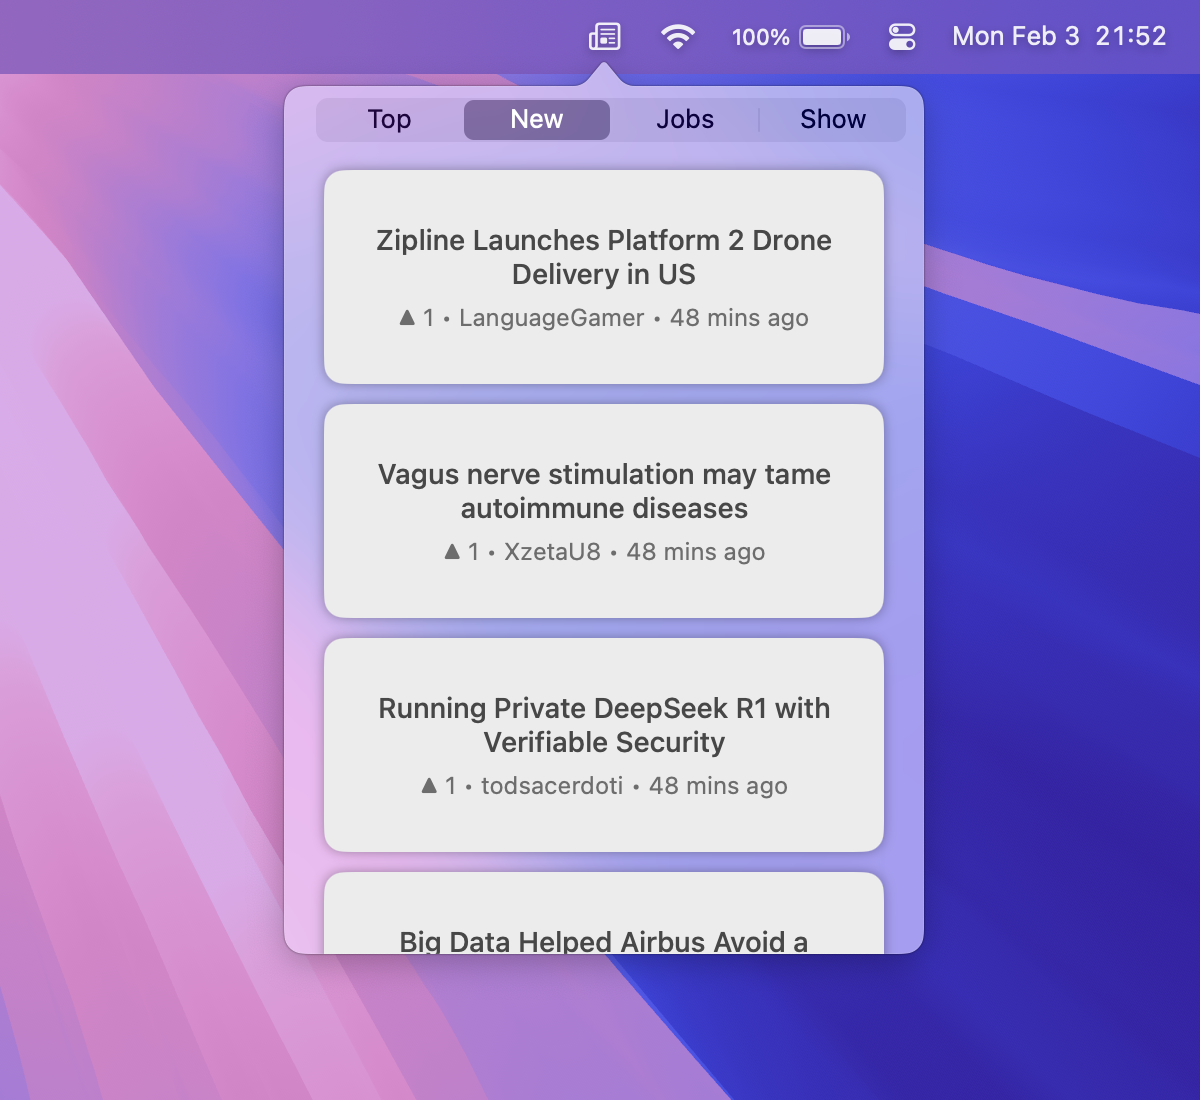 100% Mon Feb 3 21:52
Top New Jobs Show
Zipline Launches Platform 2 Drone
Delivery in US
▲ 1 • LanguageGamer • 48 mins ago
Vagus nerve stimulation may tame
autoimmune diseases
▲ 1 • XzetaU8 • 48 mins ago
Running Private DeepSeek R1 with
Verifiable Security
▲ 1 • todsacerdoti • 48 mins ago
Big Data Helped Airbus Avoid a